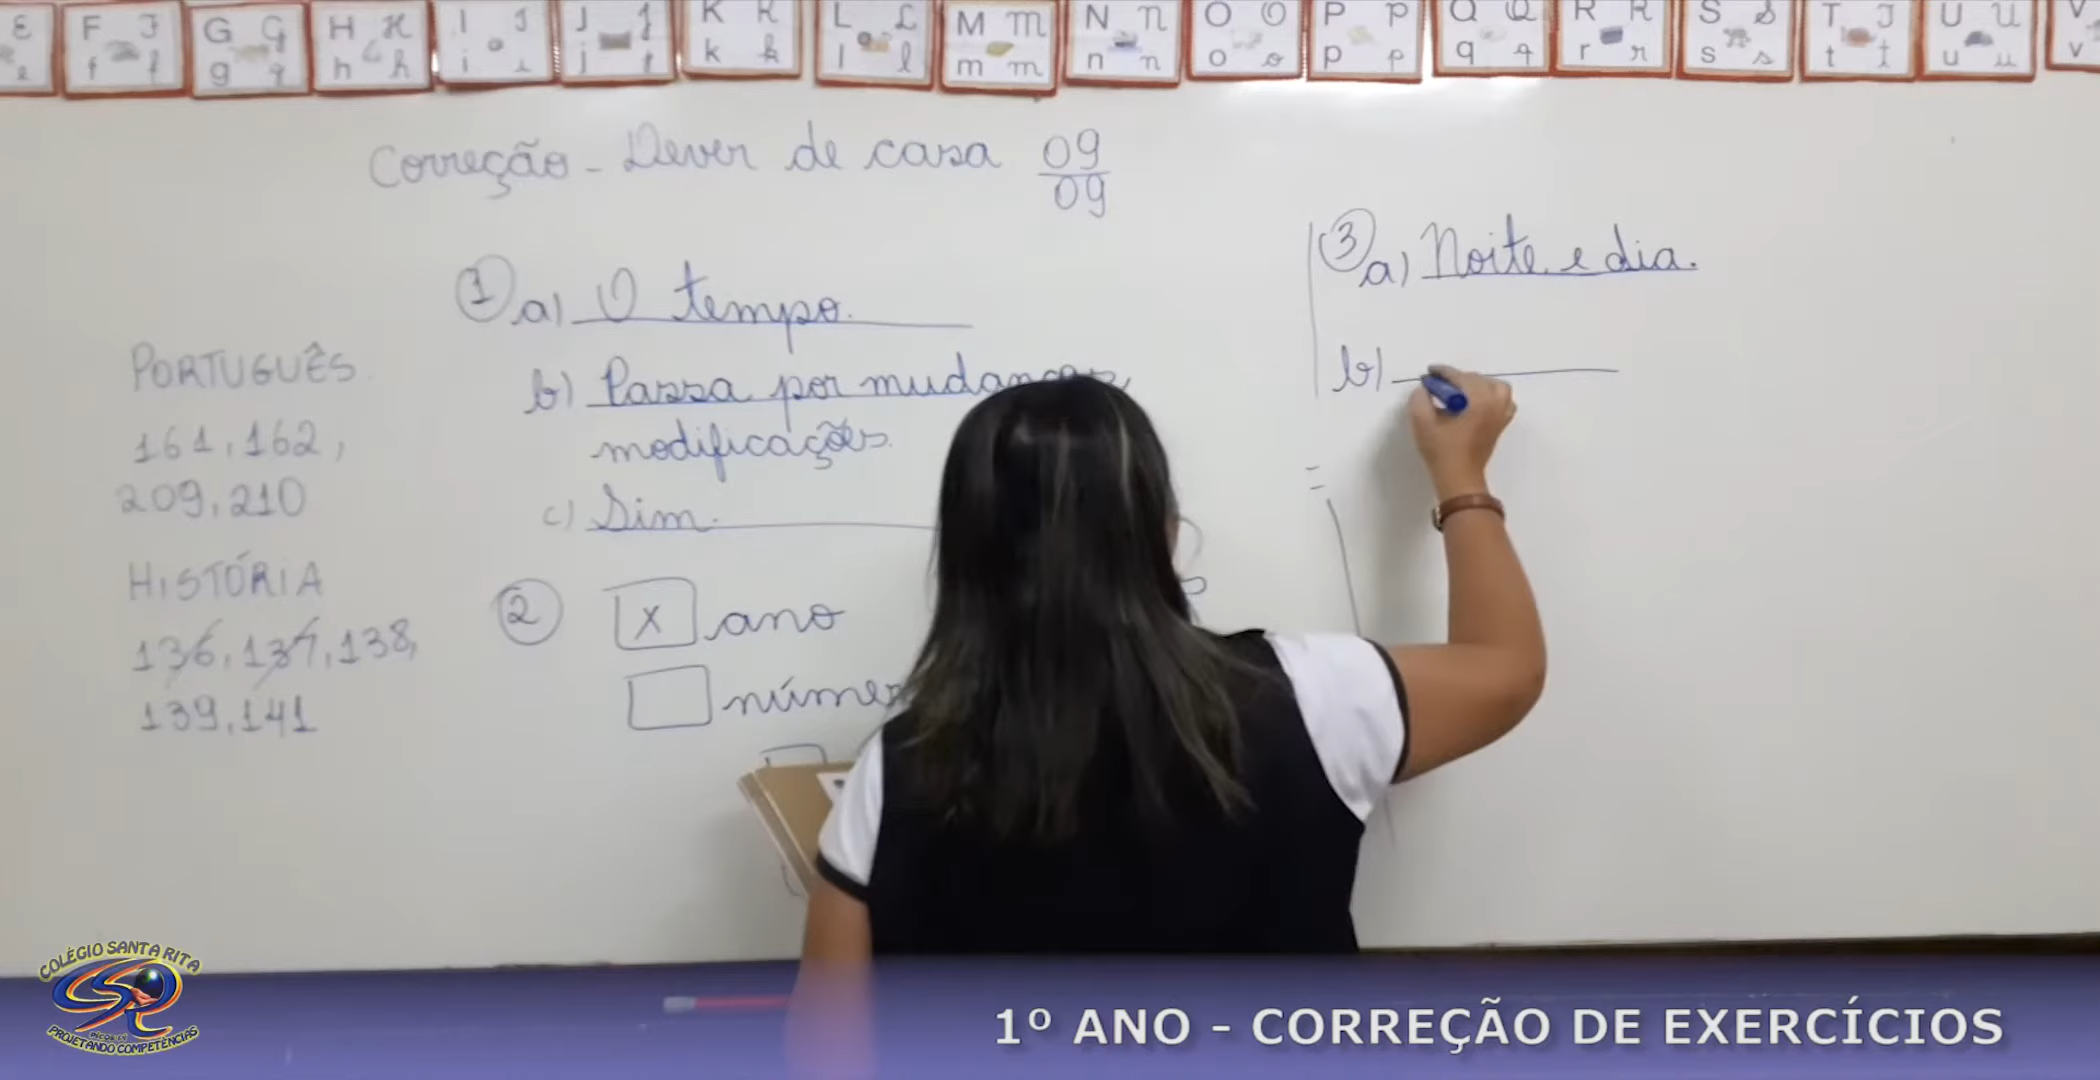 E
e
F F
f f
G G
g g
H H
h h
I I
i i
J J
j j
K K
k k
L L
l l
M M
m m
N N
n n
O O
o o
P P
p p
Q Q
q q
R R
r r
S S
s s
T T
t t
U U
u u
V
v
Correção - Dever de casa 09/09
PORTUGUÊS
161, 162,
209, 210
HISTÓRIA
136, 137, 138,
139, 141
1 a) O tempo.
b) Passa por mudanças,
modificações.
c) Sim.
2 x ano
3 a) Noite e dia.
b)
COLÉGIO SANTA RITA
PROJETANDO COMPETÊNCIAS
1º ANO - CORREÇÃO DE EXERCÍCIOS